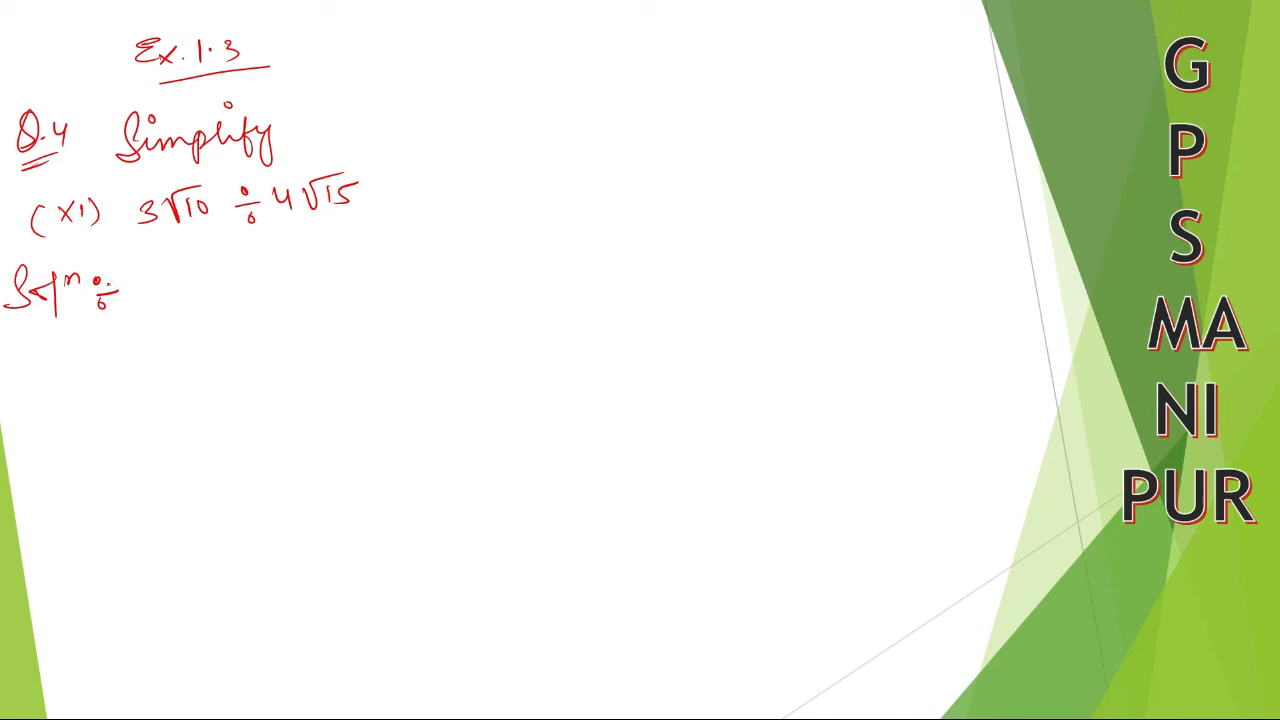 Ex. 1.3
Q.4 Simplify
(XI) 3√10 ÷ 4√15
Solⁿ ÷
G
P
S
MA
NI
PUR